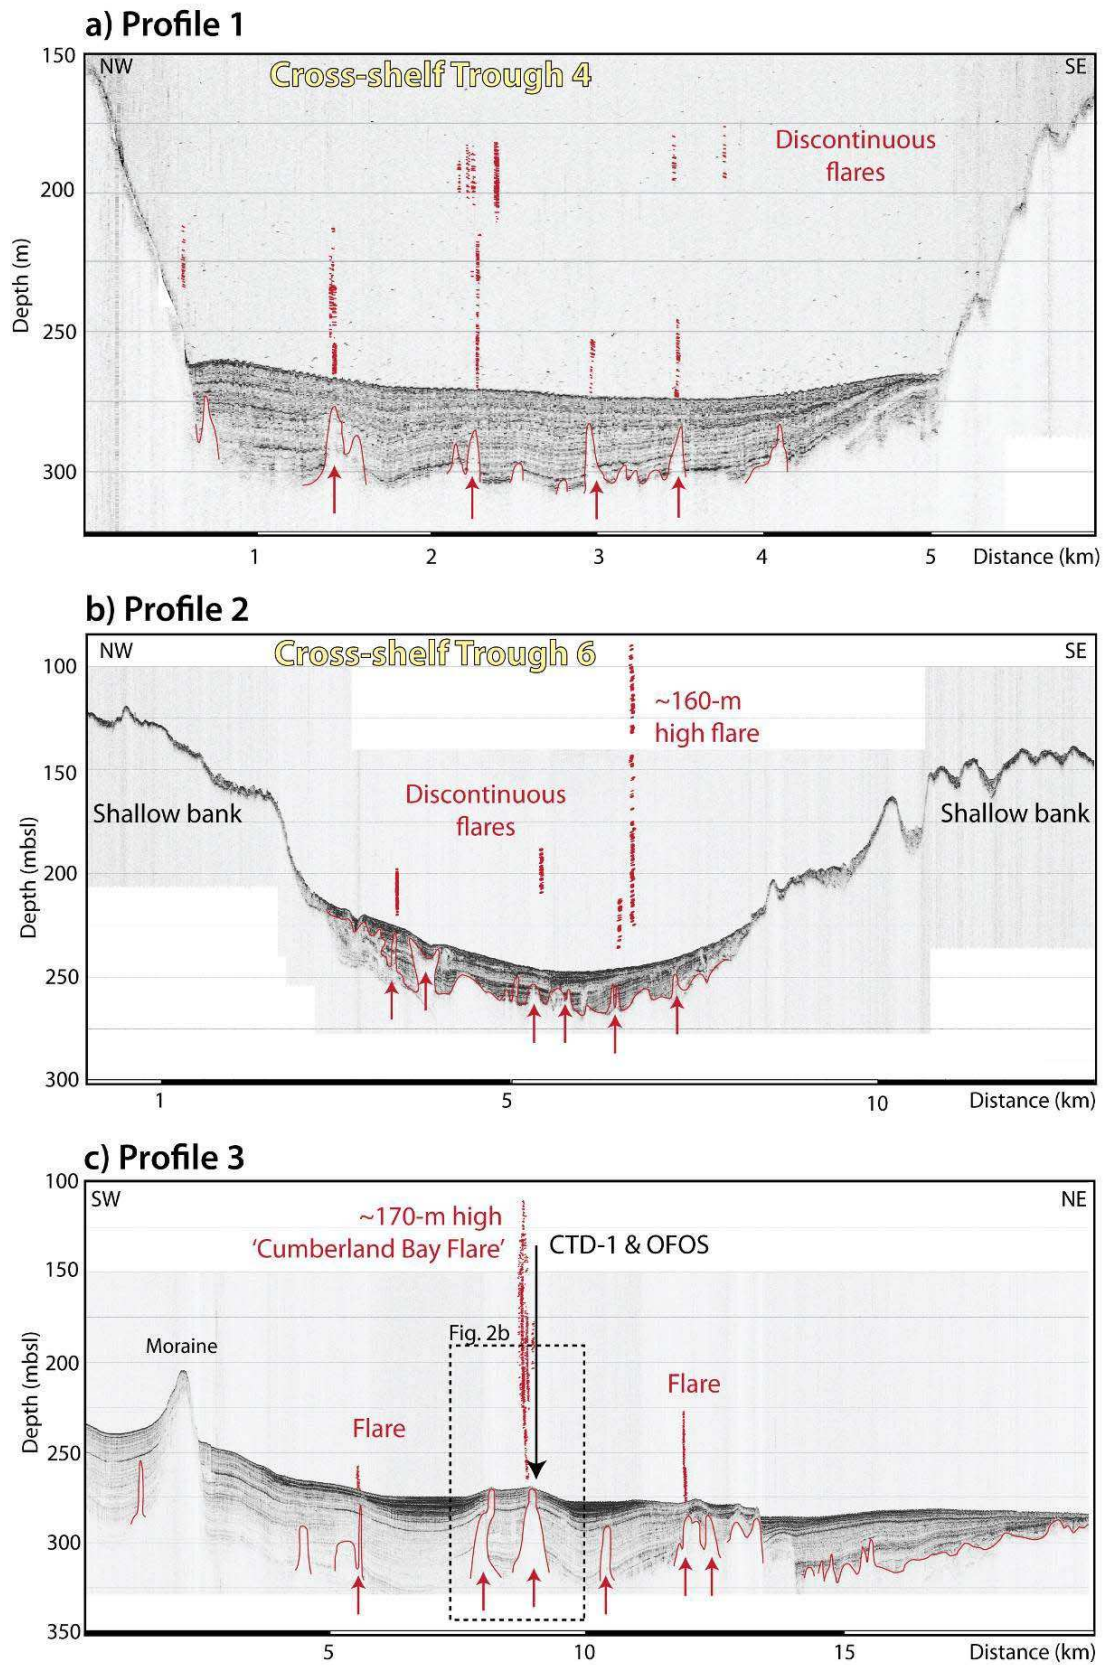 a) Profile 1
150
NW
Cross-shelf Trough 4
SE
Discontinuous
flares
200
Depth (m)
250
300
1
2
3
4
5
Distance (km)
b) Profile 2
NW
Cross-shelf Trough 6
SE
100
~160-m
high flare
150
Discontinuous
flares
Shallow bank
Shallow bank
Depth (mbsl)
200
250
300
1
5
10
Distance (km)
c) Profile 3
100
SW
NE
~170-m high
'Cumberland Bay Flare'
CTD-1 & OFOS
150
Fig. 2b
Moraine
200
Flare
Depth (mbsl)
Flare
250
300
350
5
10
15
Distance (km)